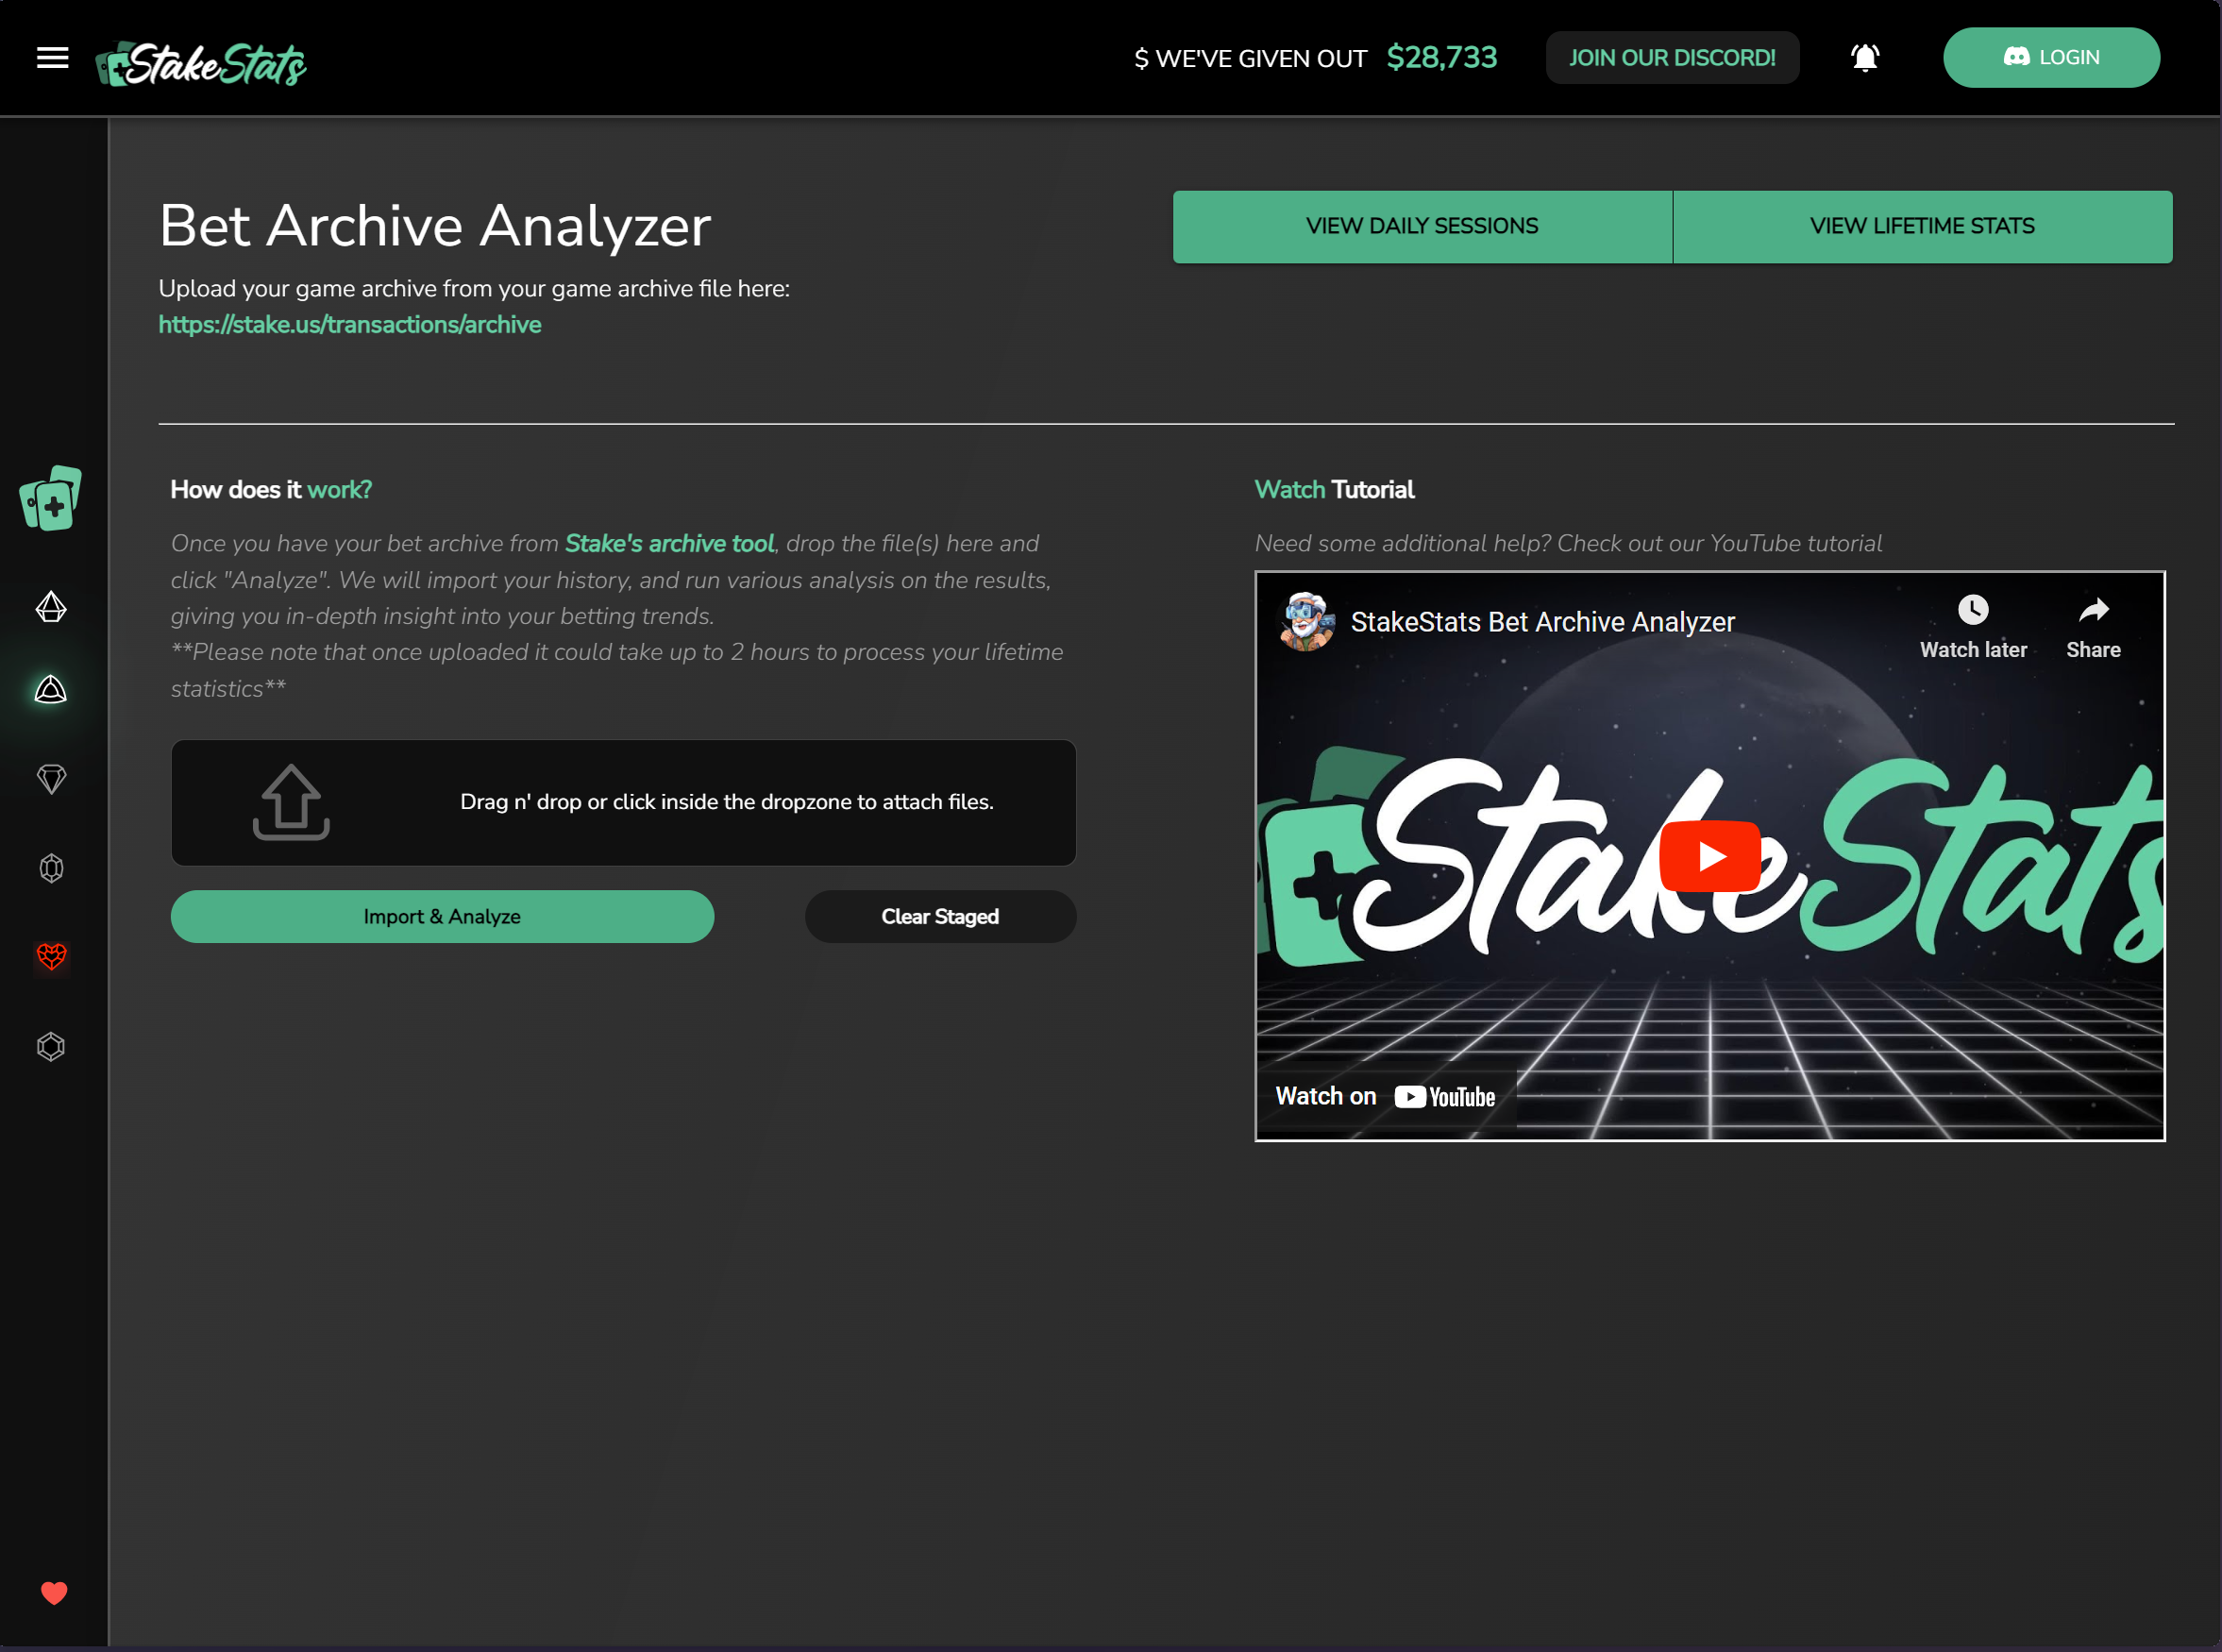 StakeStats
$ WE'VE GIVEN OUT $28,733
JOIN OUR DISCORD!
LOGIN
Bet Archive Analyzer
VIEW DAILY SESSIONS
VIEW LIFETIME STATS
Upload your game archive from your game archive file here:
https://stake.us/transactions/archive
How does it work?
Once you have your bet archive from Stake's archive tool, drop the file(s) here and
click "Analyze". We will import your history, and run various analysis on the results,
giving you in-depth insight into your betting trends.
**Please note that once uploaded it could take up to 2 hours to process your lifetime
statistics**
Drag n' drop or click inside the dropzone to attach files.
Import & Analyze
Clear Staged
Watch Tutorial
Need some additional help? Check out our YouTube tutorial
StakeStats Bet Archive Analyzer
Watch later
Share
StakeStats
Watch on YouTube